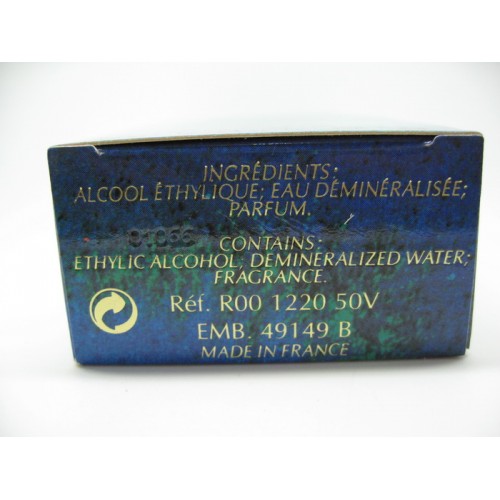 INGRÉDIENTS:
ALCOOL ÉTHYLIQUE; EAU DÉMINÉRALISÉE;
PARFUM.
CONTAINS:
ETHYLIC ALCOHOL; DEMINERALIZED WATER;
FRAGRANCE.
Réf. R00 1220 50V
EMB. 49149 B
MADE IN FRANCE